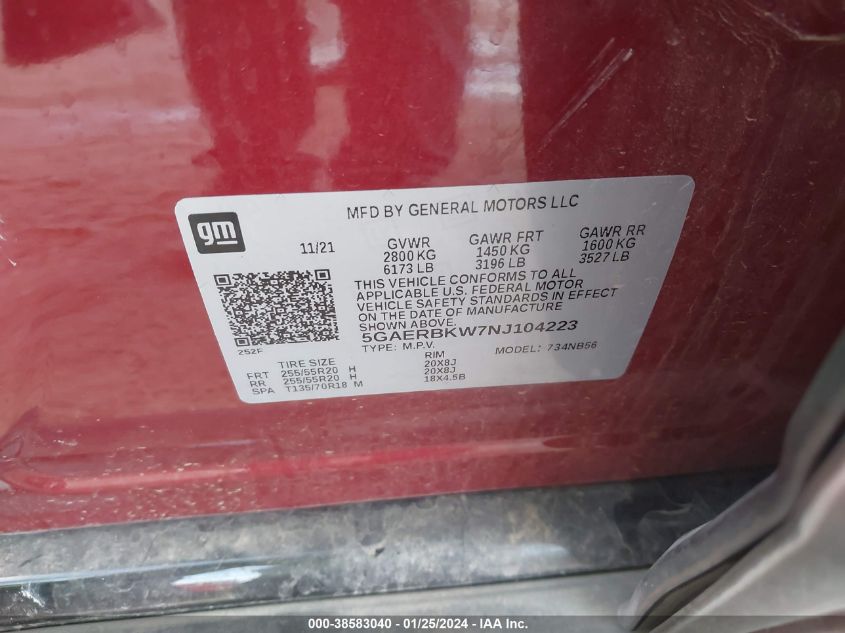 MFD BY GENERAL MOTORS LLC
gm
11/21 GVWR GAWR FRT GAWR RR
2800 KG 1450 KG 1600 KG
6173 LB 3196 LB 3527 LB
THIS VEHICLE CONFORMS TO ALL
APPLICABLE U.S. FEDERAL MOTOR
VEHICLE SAFETY STANDARDS IN EFFECT
ON THE DATE OF MANUFACTURE
SHOWN ABOVE.
5GAERBKW7NJ104223
252F
TYPE: M.P.V. MODEL: 734NB56
TIRE SIZE RIM
FRT 255/55R20 H 20X8J
RR 255/55R20 H 20X8J
SPA T135/70R18 M 18X4.5B
000-38583040 / 01/25/2024 - IAA Inc.